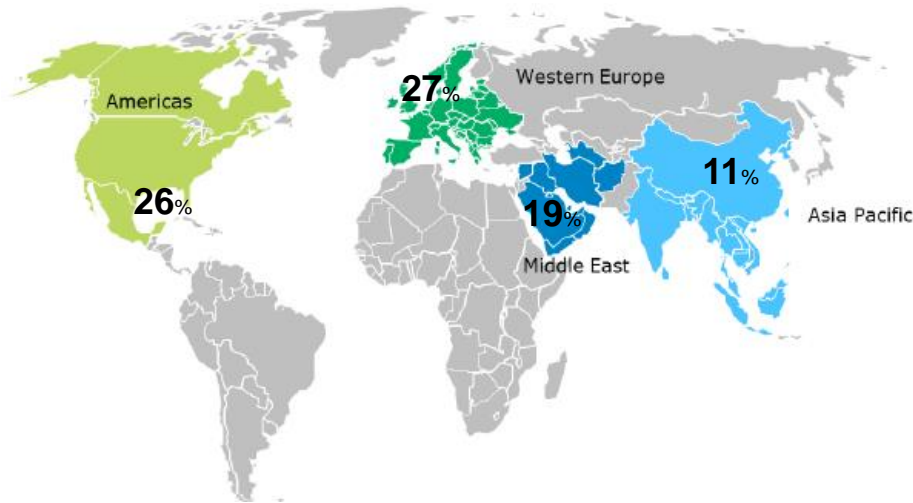 27%
Western Europe
Americas
11%
26%
19%
Asia Pacific
Middle East